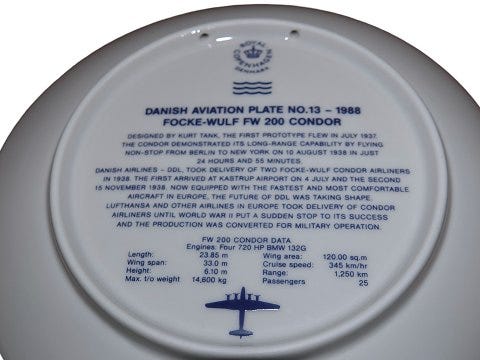 ROYAL
COPENHAGEN
DENMARK
DANISH AVIATION PLATE NO.13 - 1988
FOCKE-WULF FW 200 CONDOR
DESIGNED BY KURT TANK, THE FIRST PROTOTYPE FLEW IN JULY 1937.
THE CONDOR DEMONSTRATED ITS LONG-RANGE CAPABILITY BY FLYING
NON-STOP FROM BERLIN TO NEW YORK ON 10 AUGUST 1938 IN JUST
24 HOURS AND 55 MINUTES.
DANISH AIRLINES - DDL, TOOK DELIVERY OF TWO FOCKE-WULF CONDOR AIRLINERS
IN 1938. THE FIRST ARRIVED AT KASTRUP AIRPORT ON 4 JULY AND THE SECOND
15 NOVEMBER 1938. NOW EQUIPPED WITH THE FASTEST AND MOST COMFORTABLE
AIRCRAFT IN EUROPE, THE FUTURE OF DDL WAS TAKING SHAPE.
LUFTHANSA AND OTHER AIRLINES IN EUROPE TOOK DELIVERY OF CONDOR
AIRLINERS UNTIL WORLD WAR II PUT A SUDDEN STOP TO ITS SUCCESS
AND THE PRODUCTION WAS CONVERTED FOR MILITARY OPERATION.
FW 200 CONDOR DATA
Engines: Four 720 HP BMW 132G
Length: 23.85 m Wing area: 120.00 sq.m
Wing span: 33.0 m Cruise speed: 345 km/hr
Height: 6.10 m Range: 1,250 km
Max. t/o weight 14,600 kg Passengers 25